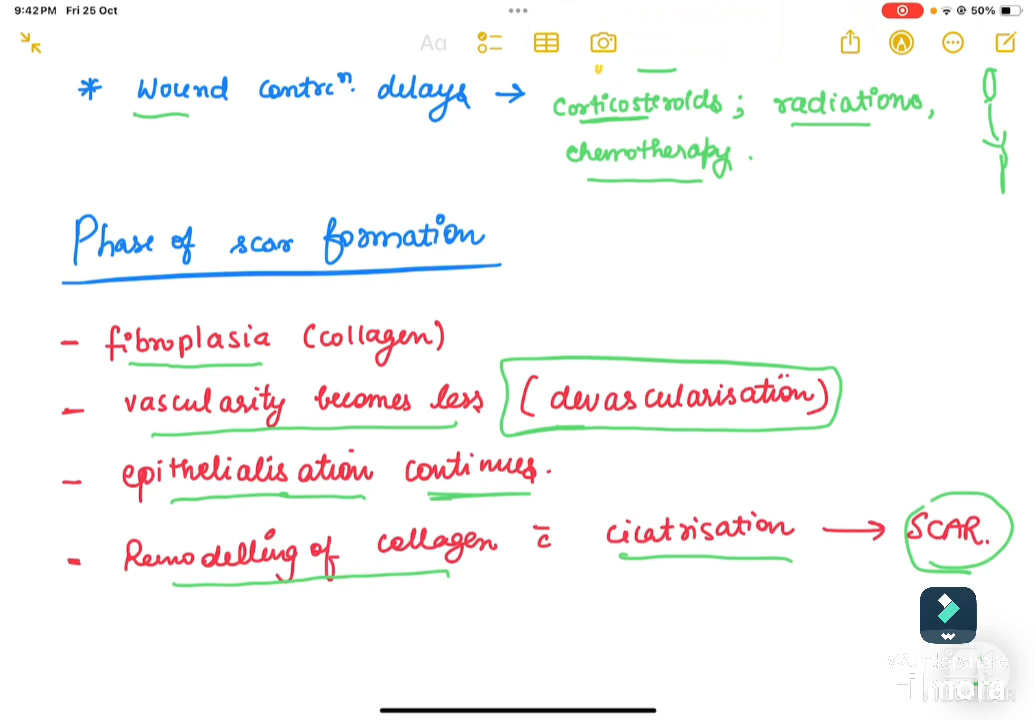 9:42 PM Fri 25 Oct
50%
Aa
* Wound contrcⁿ. delays → corticosteroids; radiations,
chemotherapy.
Phase of scar formation
- fibroplasia (collagen)
- vascularity becomes less (devascularisation)
- epithelialisation continues.
- Remodelling of collagen c̄ cicatrisation → SCAR.
Wondershare
Filmora